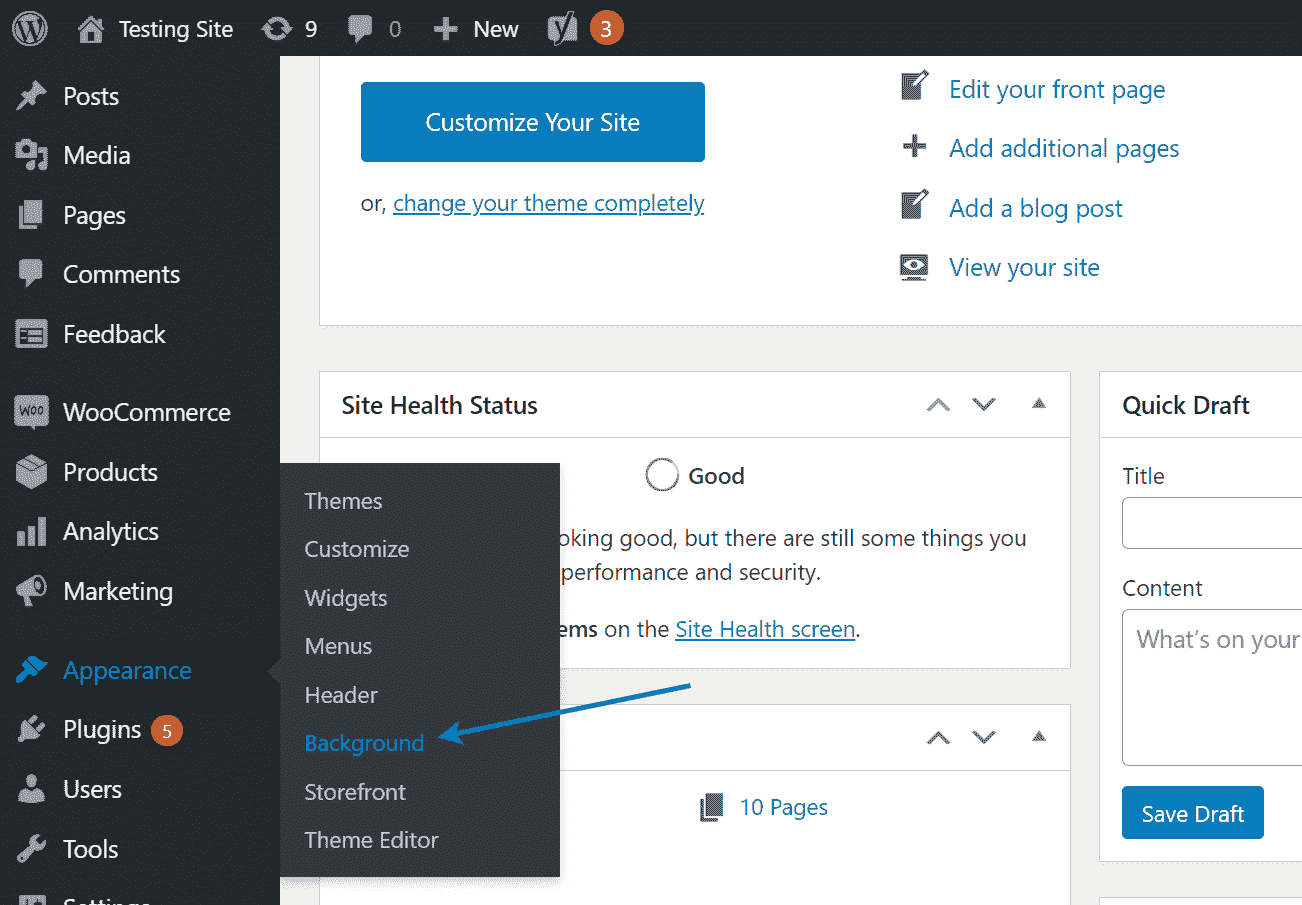 Testing Site 9 0 New 3
Posts
Media
Pages
Comments
Feedback
WooCommerce
Products
Analytics
Marketing
Appearance
Plugins 5
Users
Tools
Settings
Themes
Customize
Widgets
Menus
Header
Background
Storefront
Theme Editor
Customize Your Site
or, change your theme completely
Edit your front page
Add additional pages
Add a blog post
View your site
Site Health Status
Good
oking good, but there are still some things you
performance and security.
ems on the Site Health screen.
10 Pages
Quick Draft
Title
Content
What's on your
Save Draft